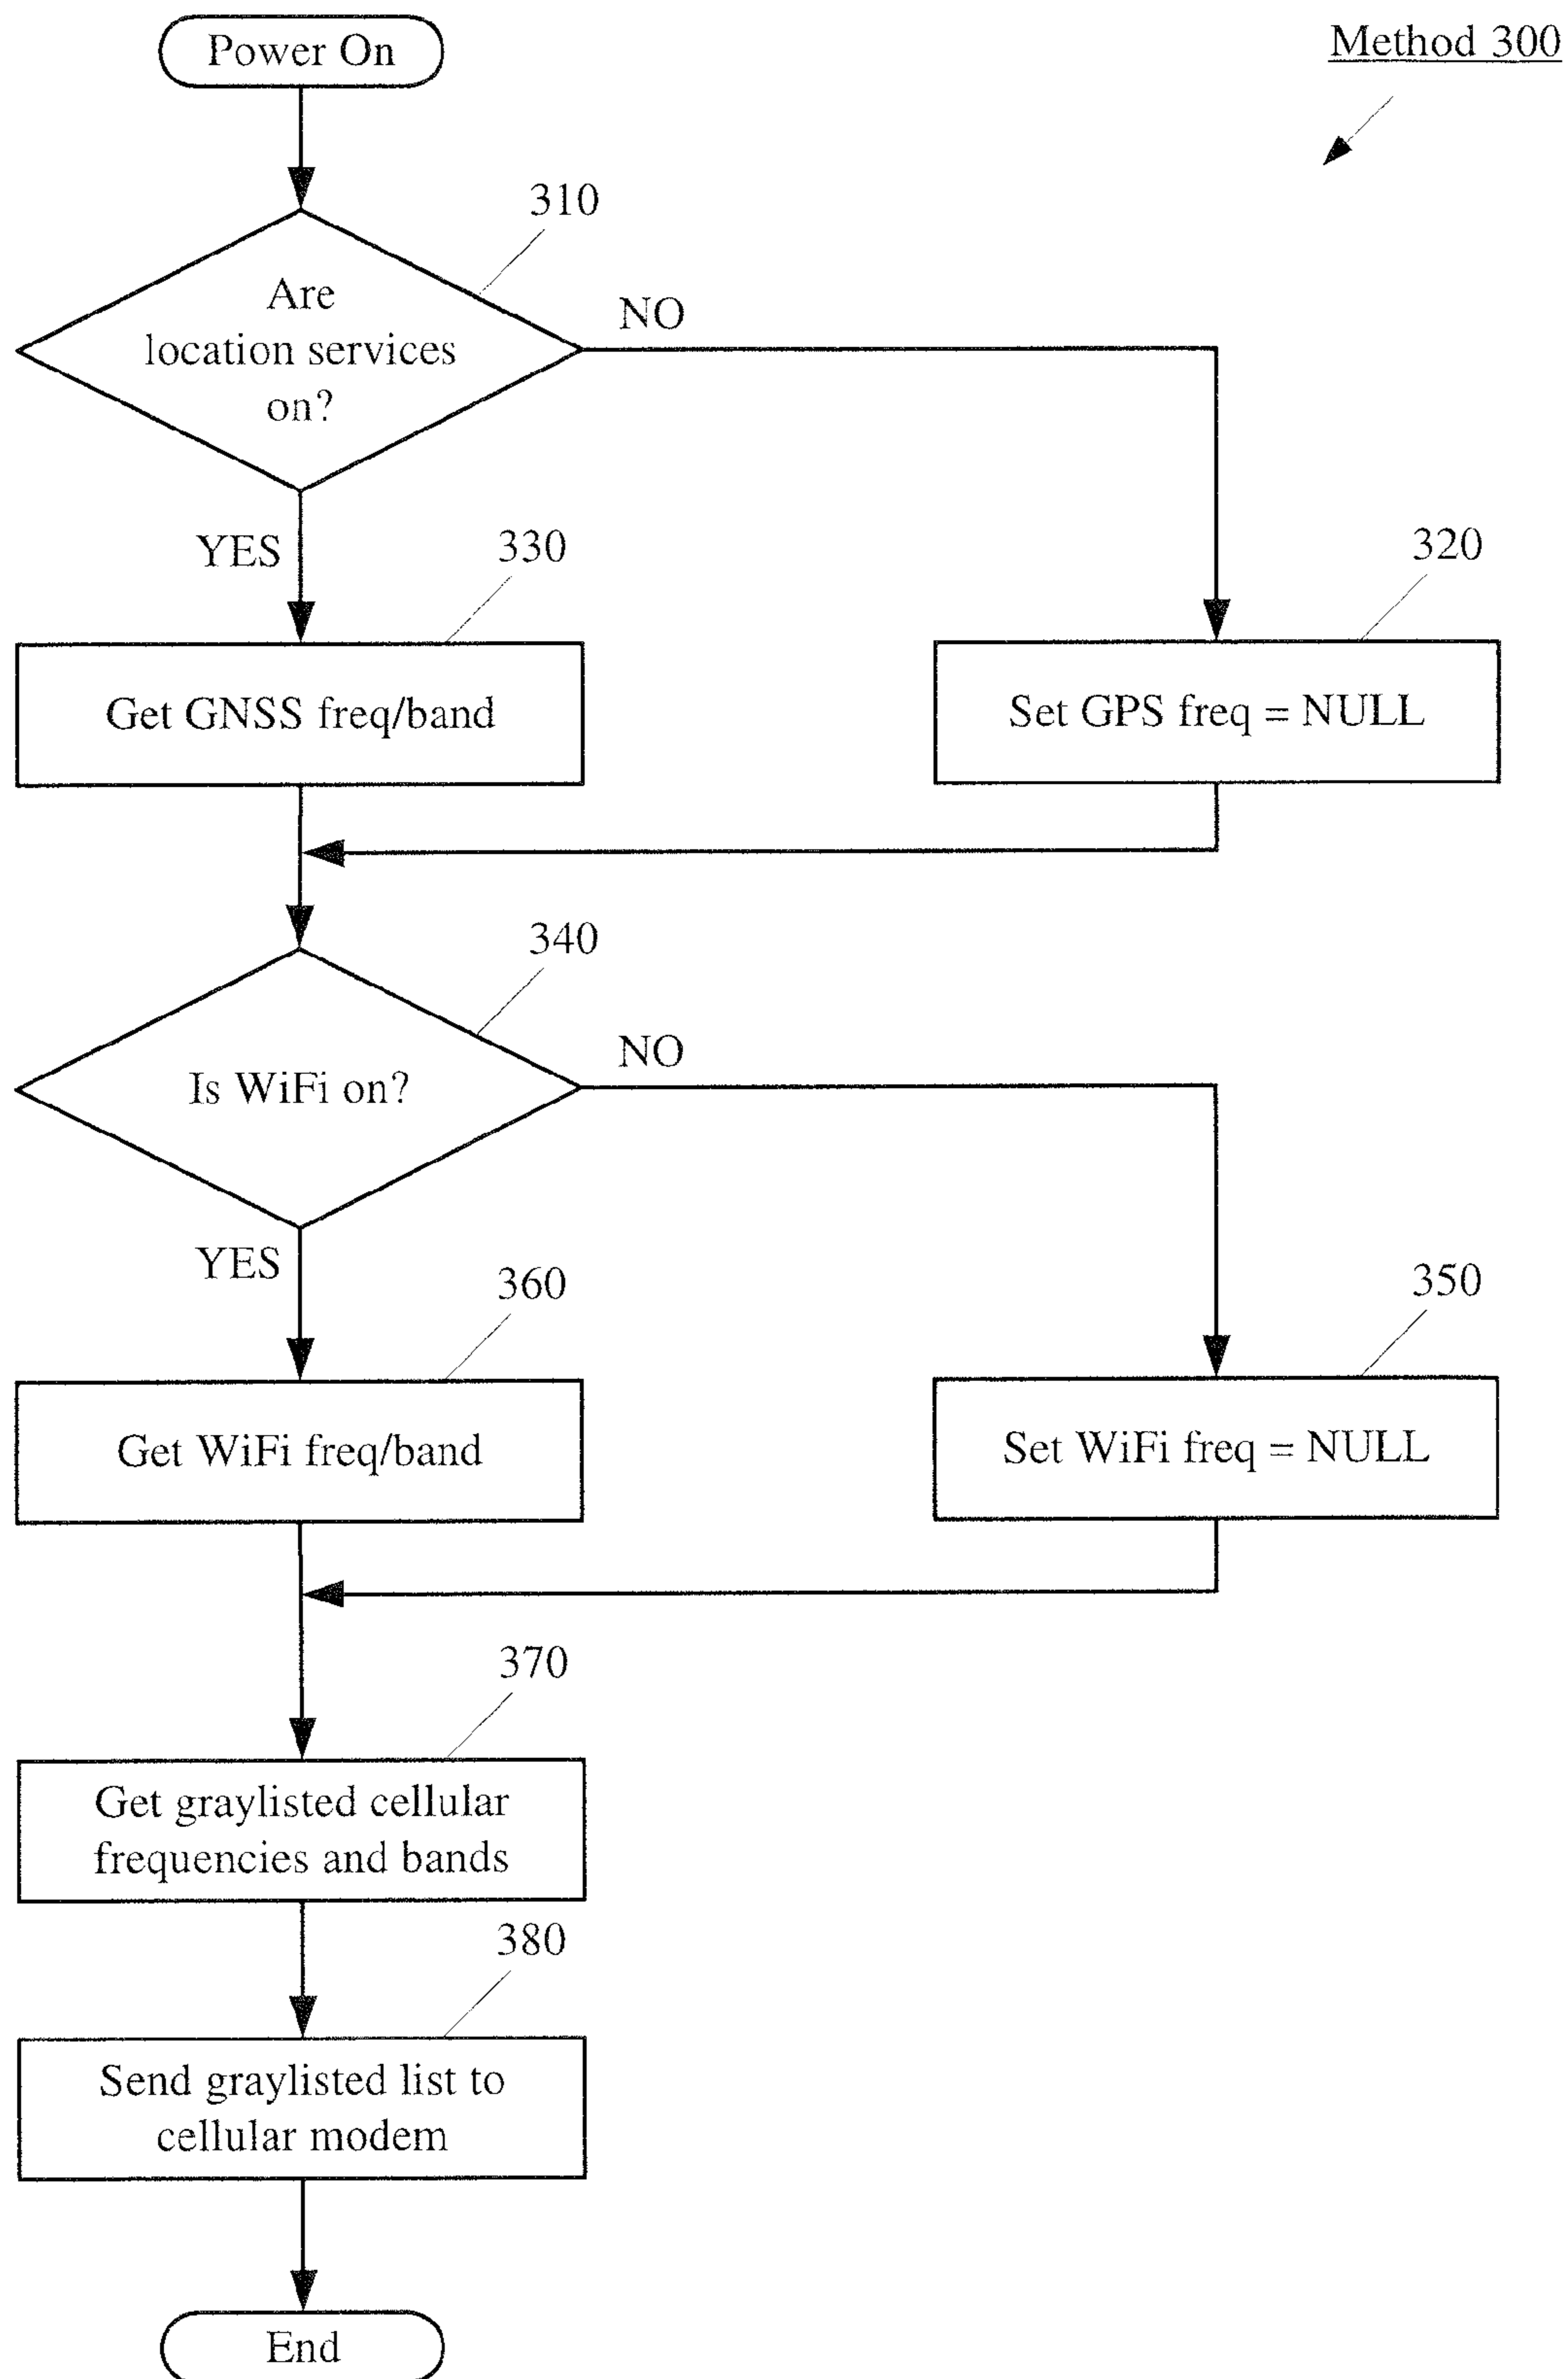 Power On
Method 300
310
Are
location services
on?
NO
YES
330
320
Get GNSS freq/band
Set GPS freq = NULL
340
NO
Is WiFi on?
YES
360
350
Get WiFi freq/band
Set WiFi freq = NULL
370
Get graylisted cellular
frequencies and bands
380
Send graylisted list to
cellular modem
End